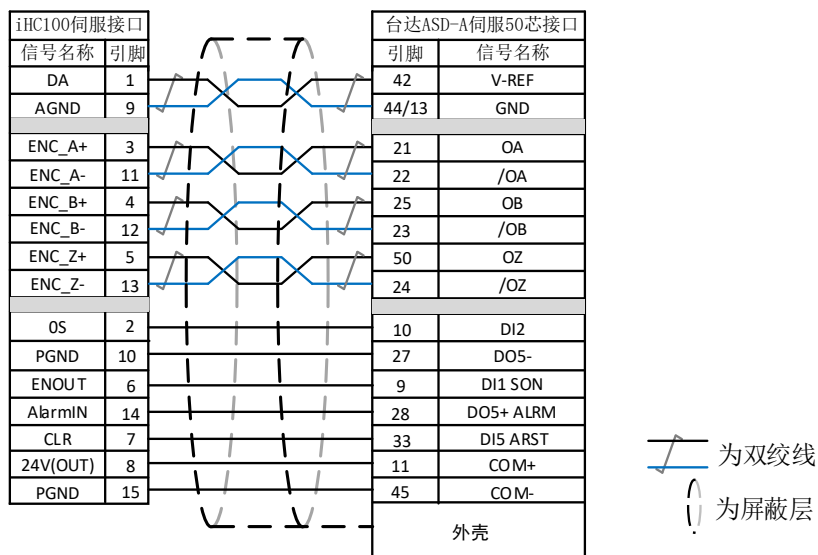 iHC100伺服接口 台达ASD-A伺服50芯接口
信号名称 引脚 引脚 信号名称
DA 1 42 V-REF
AGND 9 44/13 GND
ENC_A+ 3 21 OA
ENC_A- 11 22 /OA
ENC_B+ 4 25 OB
ENC_B- 12 23 /OB
ENC_Z+ 5 50 OZ
ENC_Z- 13 24 /OZ
0S 2 10 DI2
PGND 10 27 DO5-
ENOUT 6 9 DI1 SON
AlarmIN 14 28 DO5+ ALRM
CLR 7 33 DI5 ARST
24V(OUT) 8 11 COM+
PGND 15 45 COM-
外壳
为双绞线
为屏蔽层